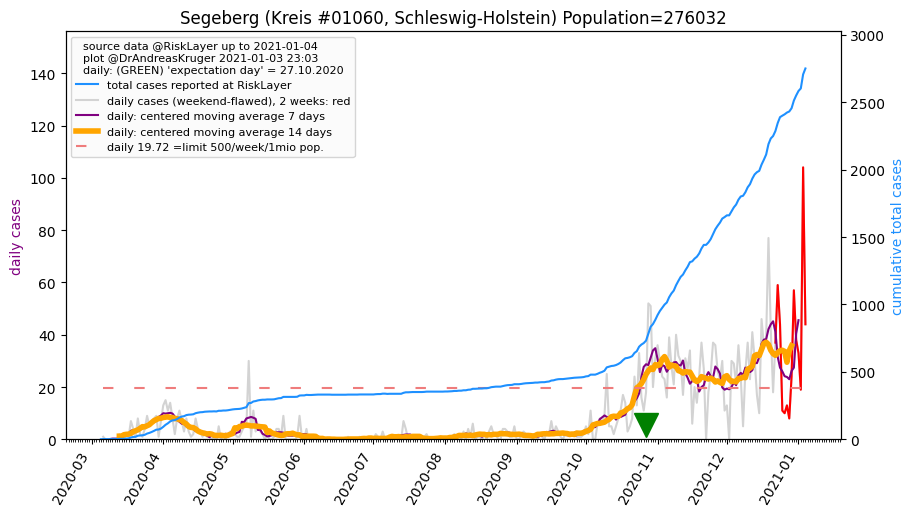 Segeberg (Kreis #01060, Schleswig-Holstein) Population=276032
source data @RiskLayer up to 2021-01-04
plot @DrAndreasKruger 2021-01-03 23:03
daily: (GREEN) 'expectation day' = 27.10.2020
total cases reported at RiskLayer
daily cases (weekend-flawed), 2 weeks: red
daily: centered moving average 7 days
daily: centered moving average 14 days
daily 19.72 =limit 500/week/1mio pop.
daily cases
140
120
100
80
60
40
20
0
cumulative total cases
3000
2500
2000
1500
1000
500
0
2020-03
2020-04
2020-05
2020-06
2020-07
2020-08
2020-09
2020-10
2020-11
2020-12
2021-01